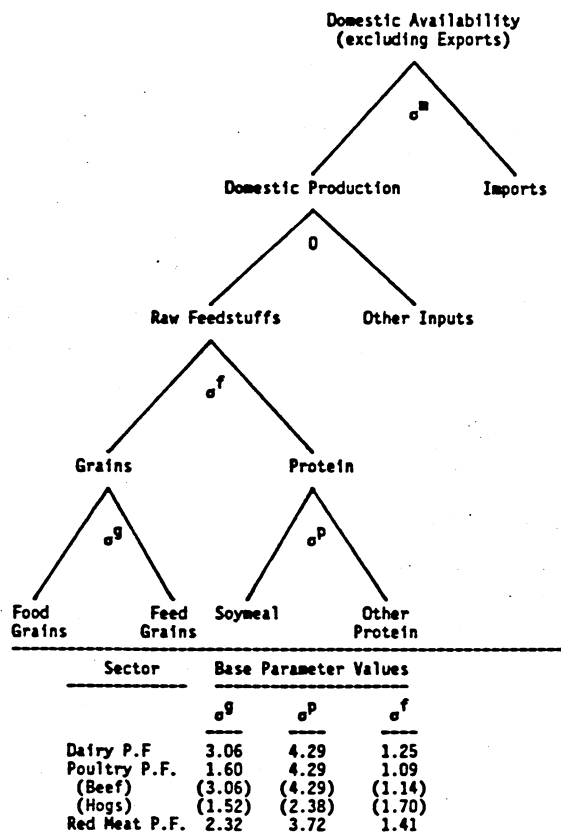 Domestic Availability
(excluding Exports)
σm
Domestic Production Imports
0
Raw Feedstuffs Other Inputs
σf
Grains Protein
σg σp
Food Feed Soymeal Other
Grains Grains Protein
Sector Base Parameter Values
σg σp σf
Dairy P.F 3.06 4.29 1.25
Poultry P.F. 1.60 4.29 1.09
(Beef) (3.06) (4.29) (1.14)
(Hogs) (1.52) (2.38) (1.70)
Red Meat P.F. 2.32 3.72 1.41